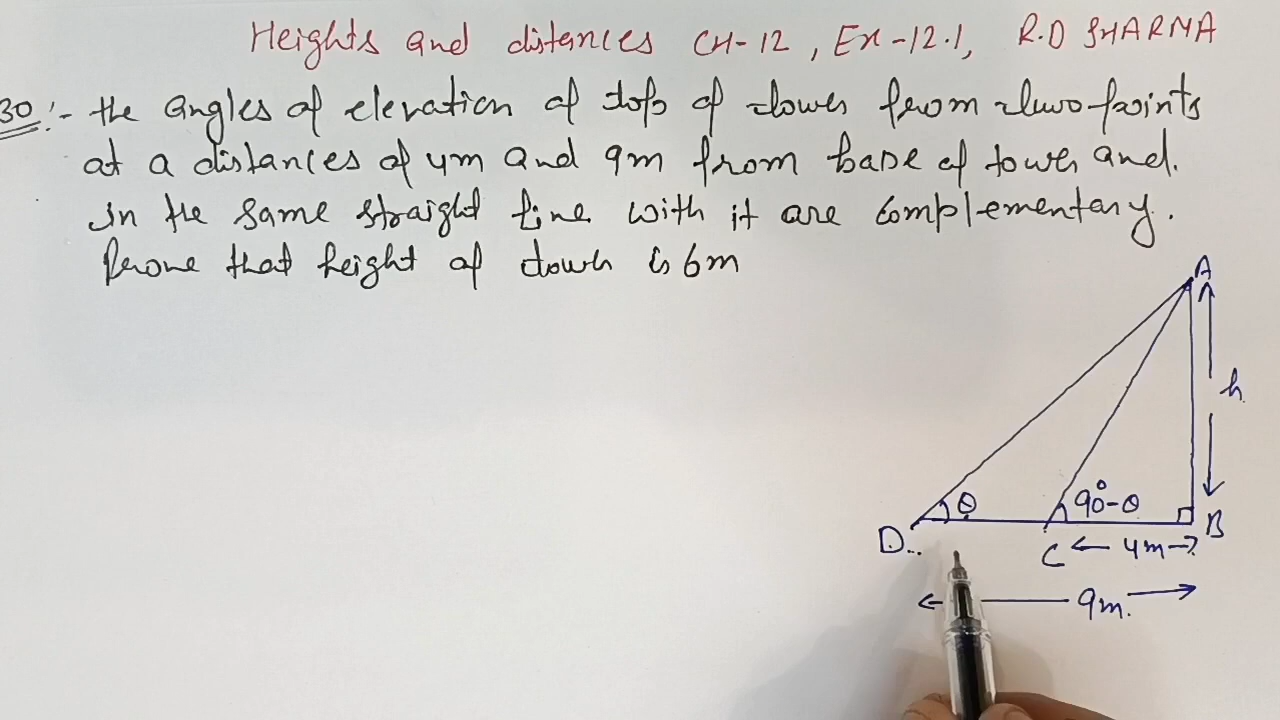 Heights and distances CH-12, Ex-12.1, R.D SHARMA
30:- the angles of elevation of top of tower from two points
at a distances of 4m and 9m from base of tower and.
in the same straight line with it are complementary.
Prove that height of tower is 6m
A
h.
θ
90°-θ
D..
C
4m
B
9m.